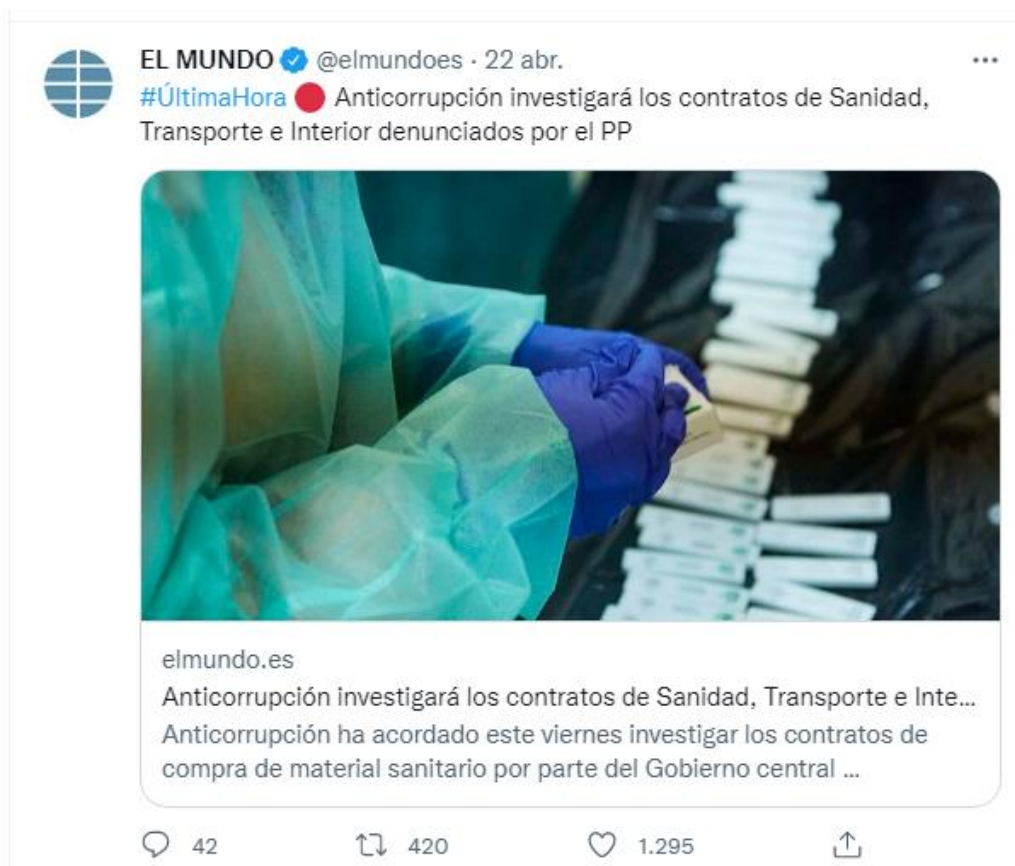 EL MUNDO @elmundoes · 22 abr.
#ÚltimaHora 🔴 Anticorrupción investigará los contratos de Sanidad,
Transporte e Interior denunciados por el PP
elmundo.es
Anticorrupción investigará los contratos de Sanidad, Transporte e Inte...
Anticorrupción ha acordado este viernes investigar los contratos de
compra de material sanitario por parte del Gobierno central ...
42 420 1.295